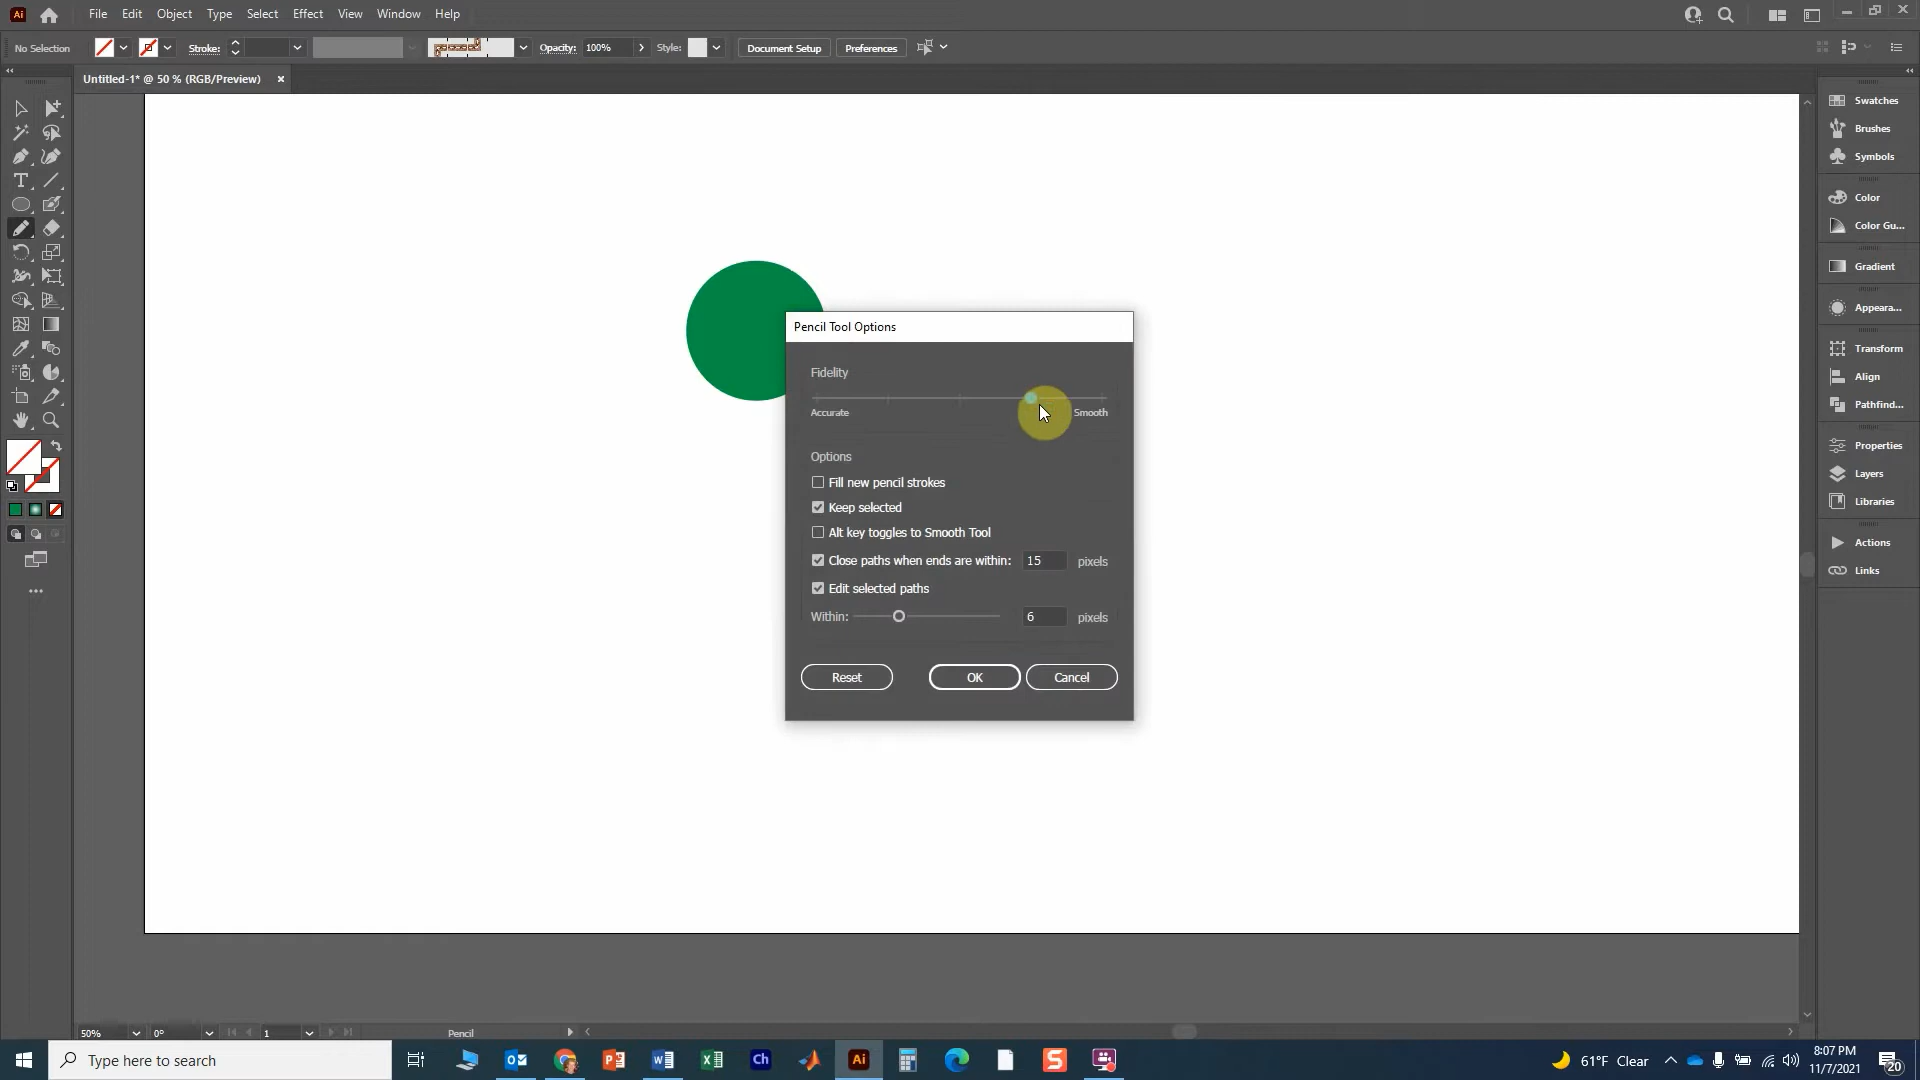 Ai File Edit Object Type Select Effect View Window Help
No Selection Stroke: Opacity: 100% Style: Document Setup Preferences
Untitled-1* @ 50 % (RGB/Preview) ×
Swatches
Brushes
Symbols
Color
Color Gu...
Gradient
Appeara...
Transform
Align
Pathfind...
Properties
Layers
Libraries
Actions
Links
Pencil Tool Options
Fidelity
Accurate Smooth
Options
Fill new pencil strokes
Keep selected
Alt key toggles to Smooth Tool
Close paths when ends are within: 15 pixels
Edit selected paths
Within: 6 pixels
Reset OK Cancel
50% 0° 1 Pencil
Type here to search
Ch Ai
61°F Clear
8:07 PM
11/7/2021
20